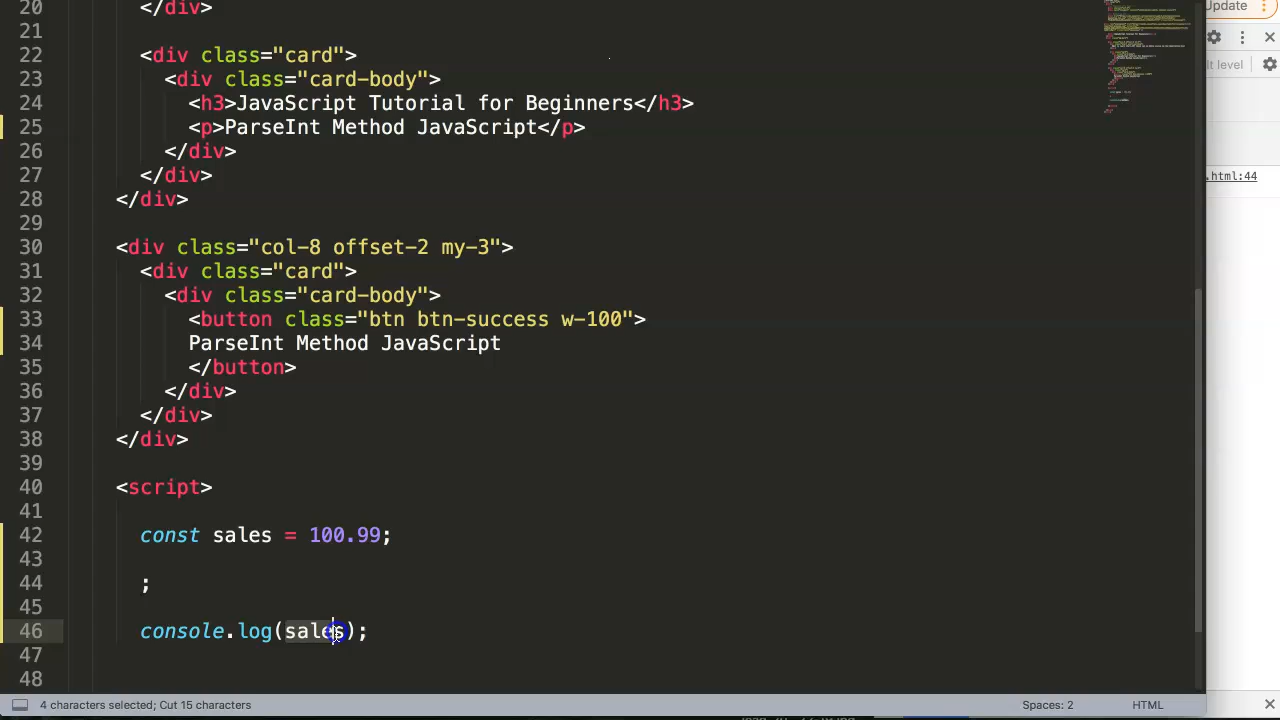 20 </div>
21
22 <div class="card">
23 <div class="card-body">
24 <h3>JavaScript Tutorial for Beginners</h3>
25 <p>ParseInt Method JavaScript</p>
26 </div>
27 </div>
28 </div>
29
30 <div class="col-8 offset-2 my-3">
31 <div class="card">
32 <div class="card-body">
33 <button class="btn btn-success w-100">
34 ParseInt Method JavaScript
35 </button>
36 </div>
37 </div>
38 </div>
39
40 <script>
41
42 const sales = 100.99;
43
44 ;
45
46 console.log(sales);
47
48
4 characters selected; Cut 15 characters
Spaces: 2
HTML
Update
lt level
.html:44